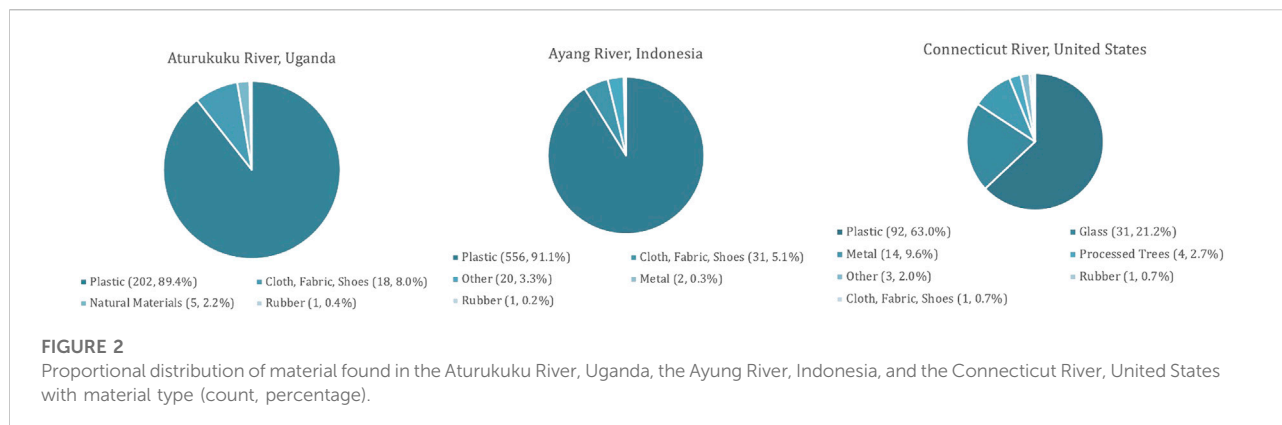 Aturukuku River, Uganda
Plastic (202, 89.4%) Cloth, Fabric, Shoes (18, 8.0%)
Natural Materials (5, 2.2%) Rubber (1, 0.4%)
Ayang River, Indonesia
Plastic (556, 91.1%) Cloth, Fabric, Shoes (31, 5.1%)
Other (20, 3.3%) Metal (2, 0.3%)
Rubber (1, 0.2%)
Connecticut River, United States
Plastic (92, 63.0%) Glass (31, 21.2%)
Metal (14, 9.6%) Processed Trees (4, 2.7%)
Other (3, 2.0%) Rubber (1, 0.7%)
Cloth, Fabric, Shoes (1, 0.7%)
FIGURE 2
Proportional distribution of material found in the Aturukuku River, Uganda, the Ayung River, Indonesia, and the Connecticut River, United States
with material type (count, percentage).